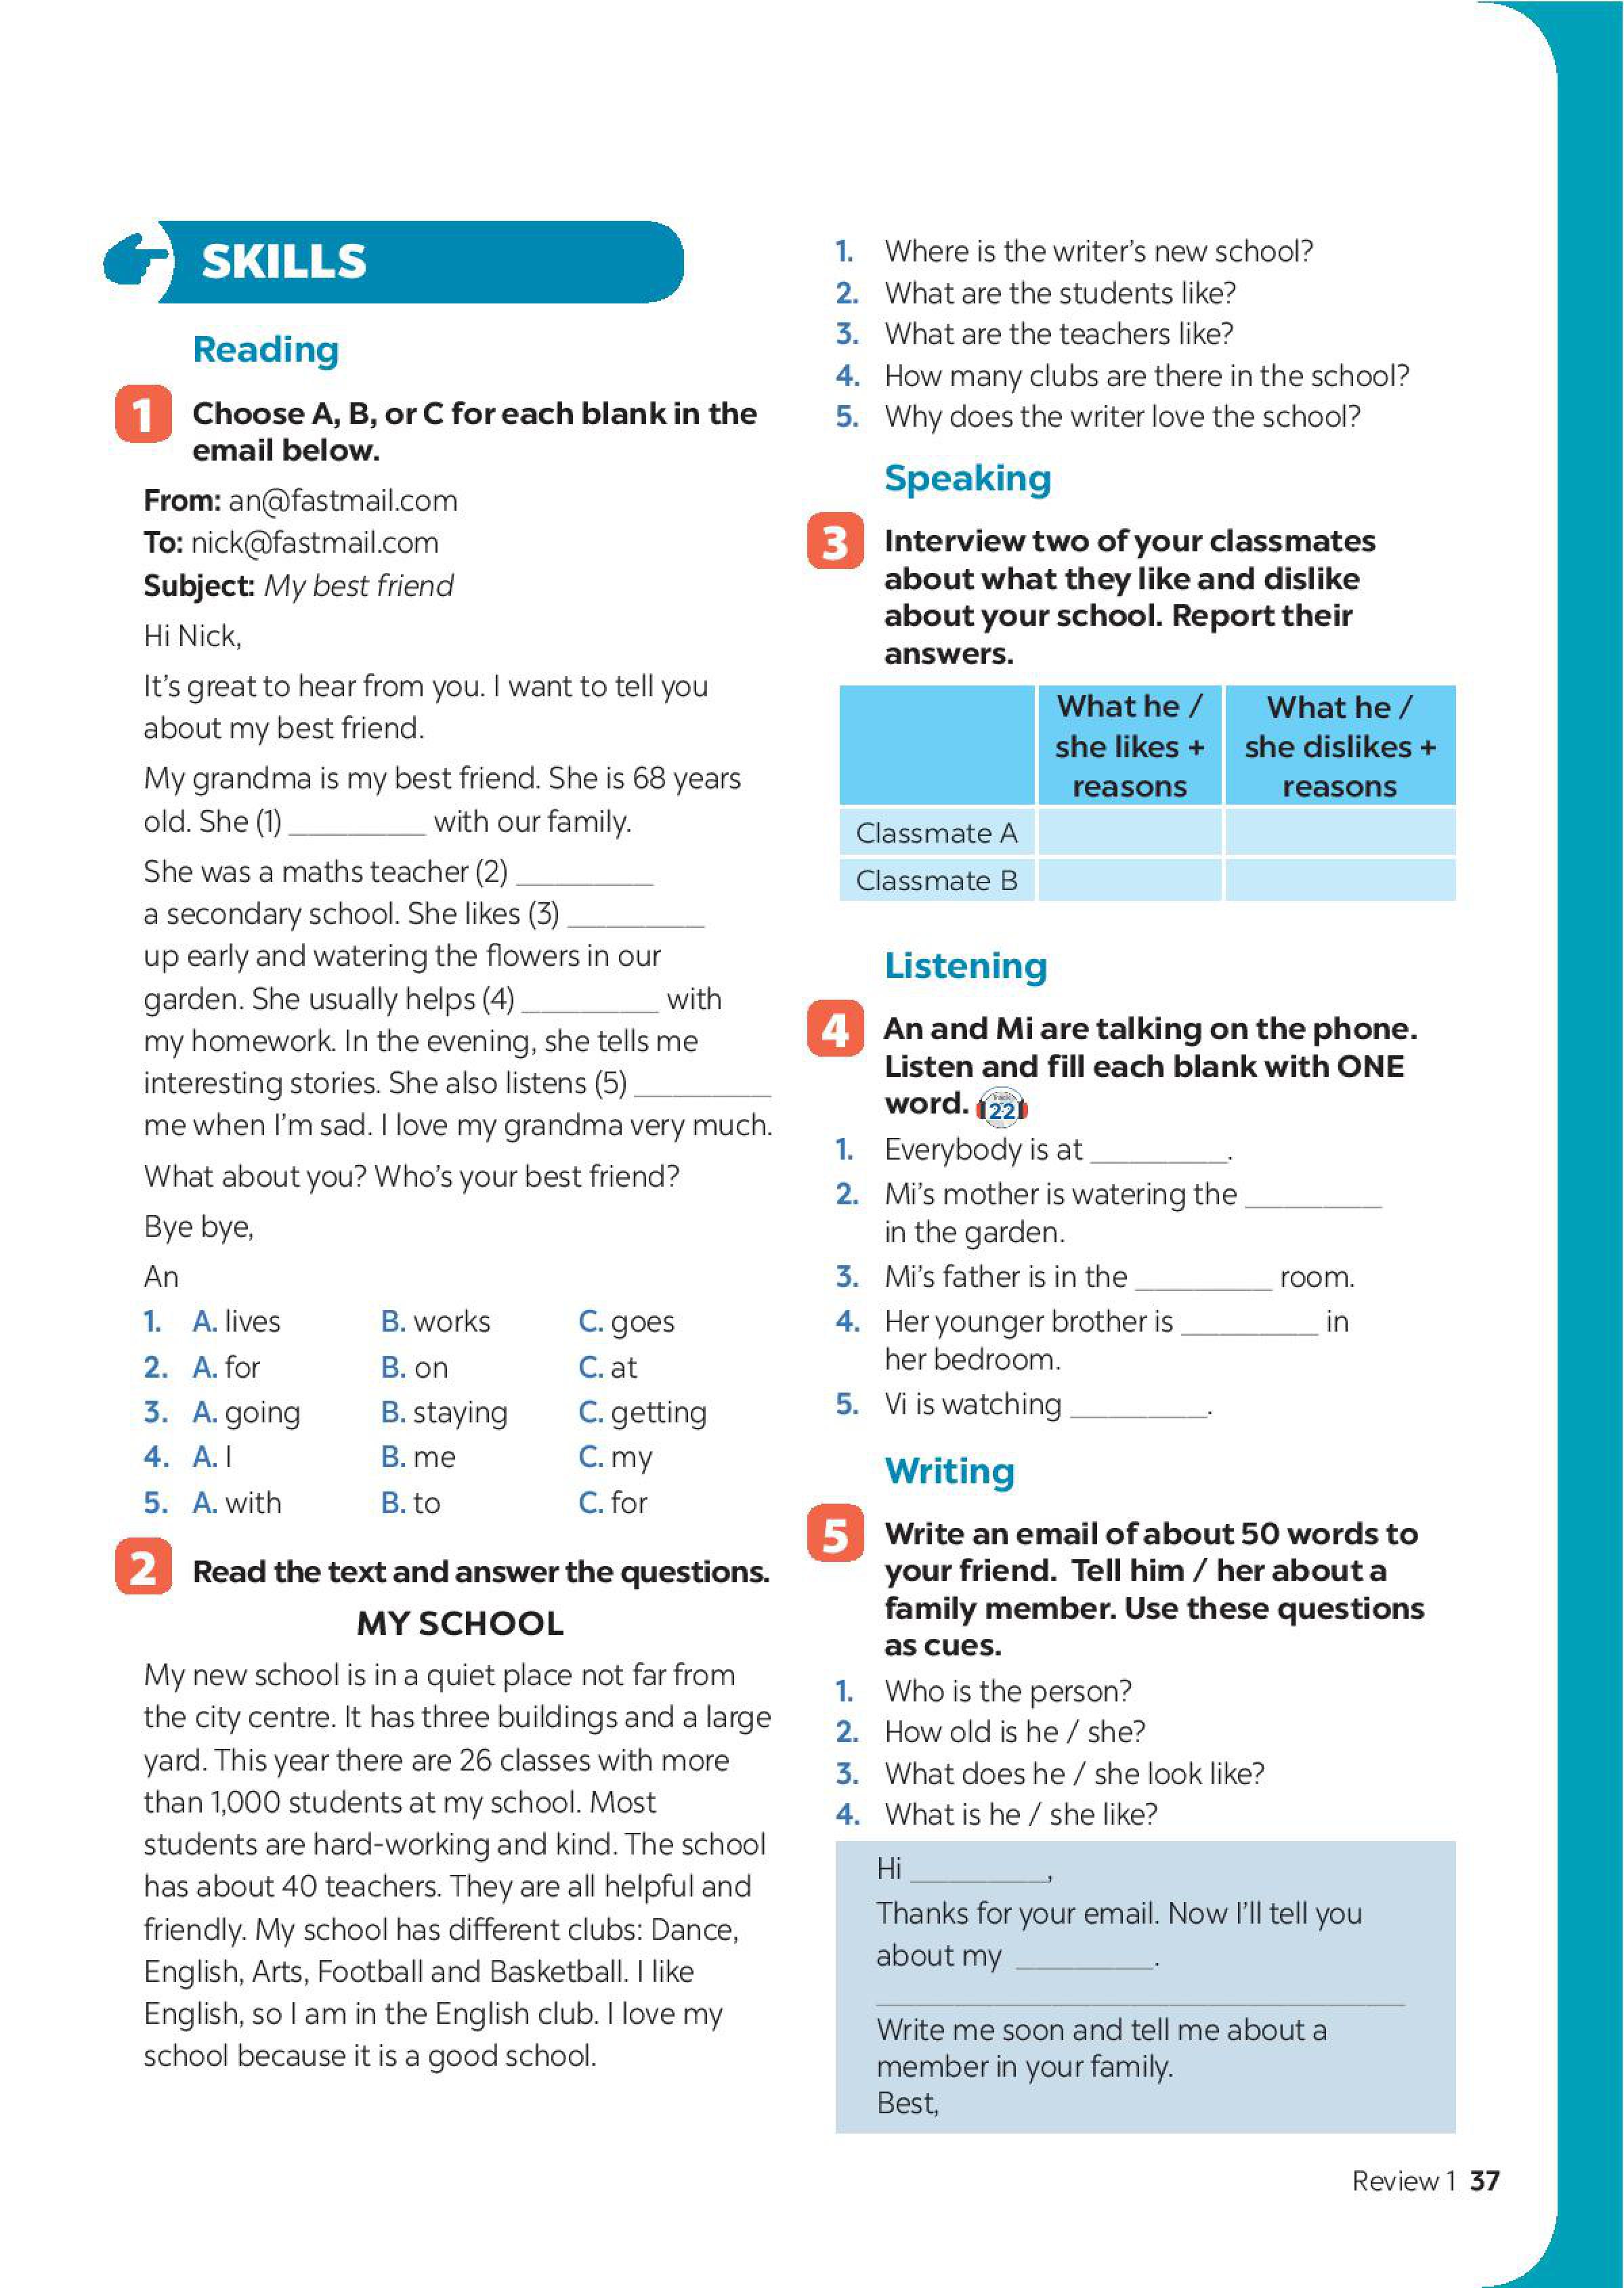 SKILLS
Reading
1 Choose A, B, or C for each blank in the
email below.
From: an@fastmail.com
To: nick@fastmail.com
Subject: My best friend
Hi Nick,
It's great to hear from you. I want to tell you
about my best friend.
My grandma is my best friend. She is 68 years
old. She (1) __________ with our family.
She was a maths teacher (2) __________
a secondary school. She likes (3) __________
up early and watering the flowers in our
garden. She usually helps (4) __________ with
my homework. In the evening, she tells me
interesting stories. She also listens (5) __________
me when I'm sad. I love my grandma very much.
What about you? Who's your best friend?
Bye bye,
An
1. A. lives B. works C. goes
2. A. for B. on C. at
3. A. going B. staying C. getting
4. A. I B. me C. my
5. A. with B. to C. for
2 Read the text and answer the questions.
MY SCHOOL
My new school is in a quiet place not far from
the city centre. It has three buildings and a large
yard. This year there are 26 classes with more
than 1,000 students at my school. Most
students are hard-working and kind. The school
has about 40 teachers. They are all helpful and
friendly. My school has different clubs: Dance,
English, Arts, Football and Basketball. I like
English, so I am in the English club. I love my
school because it is a good school.
1. Where is the writer's new school?
2. What are the students like?
3. What are the teachers like?
4. How many clubs are there in the school?
5. Why does the writer love the school?
Speaking
3 Interview two of your classmates
about what they like and dislike
about your school. Report their
answers.
What he / she likes + reasons
What he / she dislikes + reasons
Classmate A
Classmate B
Listening
4 An and Mi are talking on the phone.
Listen and fill each blank with ONE
word. Track 22
1. Everybody is at __________.
2. Mi's mother is watering the __________
in the garden.
3. Mi's father is in the __________ room.
4. Her younger brother is __________ in
her bedroom.
5. Vi is watching __________.
Writing
5 Write an email of about 50 words to
your friend. Tell him / her about a
family member. Use these questions
as cues.
1. Who is the person?
2. How old is he / she?
3. What does he / she look like?
4. What is he / she like?
Hi __________,
Thanks for your email. Now I'll tell you
about my __________.
______________________________
Write me soon and tell me about a
member in your family.
Best,
Review 1 37